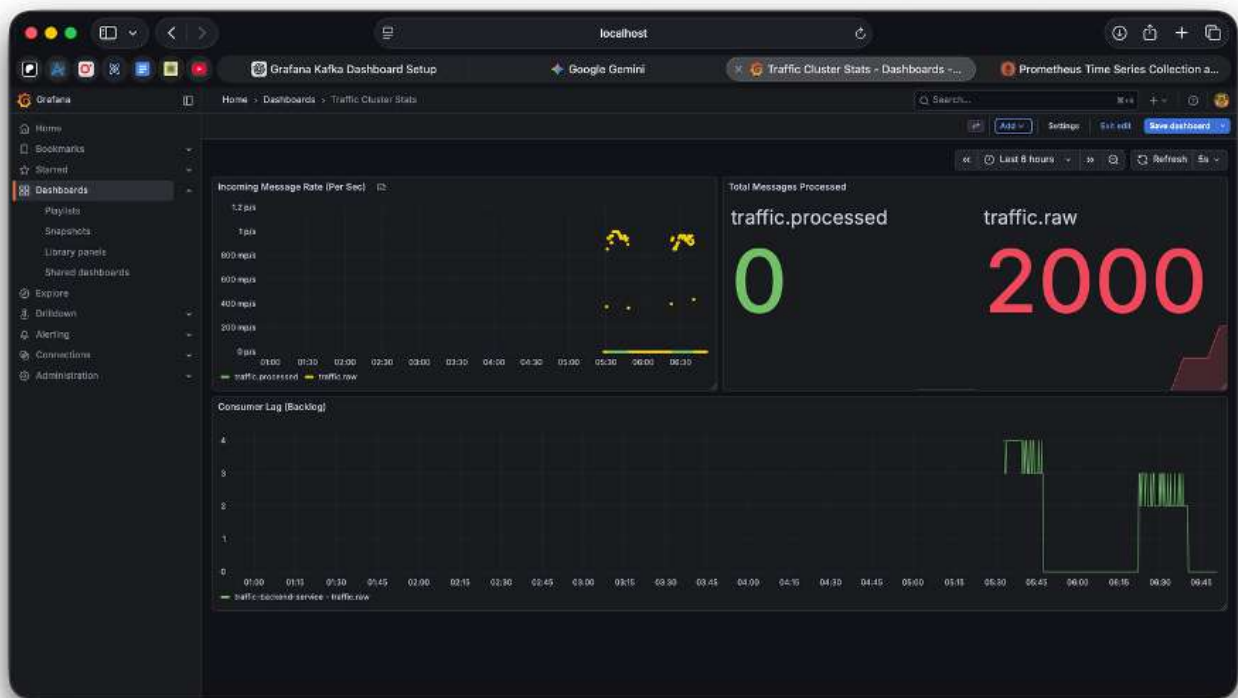 localhost
Grafana Kafka Dashboard Setup
Google Gemini
Traffic Cluster Stats - Dashboards -...
Prometheus Time Series Collection a...
Grafana
Home > Dashboards > Traffic Cluster Stats
Search...
Home
Bookmarks
Starred
Dashboards
Playlists
Snapshots
Library panels
Shared dashboards
Explore
Drilldown
Alerting
Connections
Administration
Add
Settings
Exit edit
Save dashboard
Last 6 hours
Refresh
5s
Incoming Message Rate (Per Sec)
1.2 p/s
1 p/s
800 mp/s
600 mp/s
400 mp/s
200 mp/s
0 p/s
01:00 01:30 02:00 02:30 03:00 03:30 04:00 04:30 05:00 05:30 06:00 06:30
traffic.processed traffic.raw
Total Messages Processed
traffic.processed
0
traffic.raw
2000
Consumer Lag (Backlog)
4
3
2
1
0
01:00 01:15 01:30 01:45 02:00 02:15 02:30 02:45 03:00 03:15 03:30 03:45 04:00 04:15 04:30 04:45 05:00 05:15 05:30 05:45 06:00 06:15 06:30 06:45
traffic-backend-service - traffic.raw